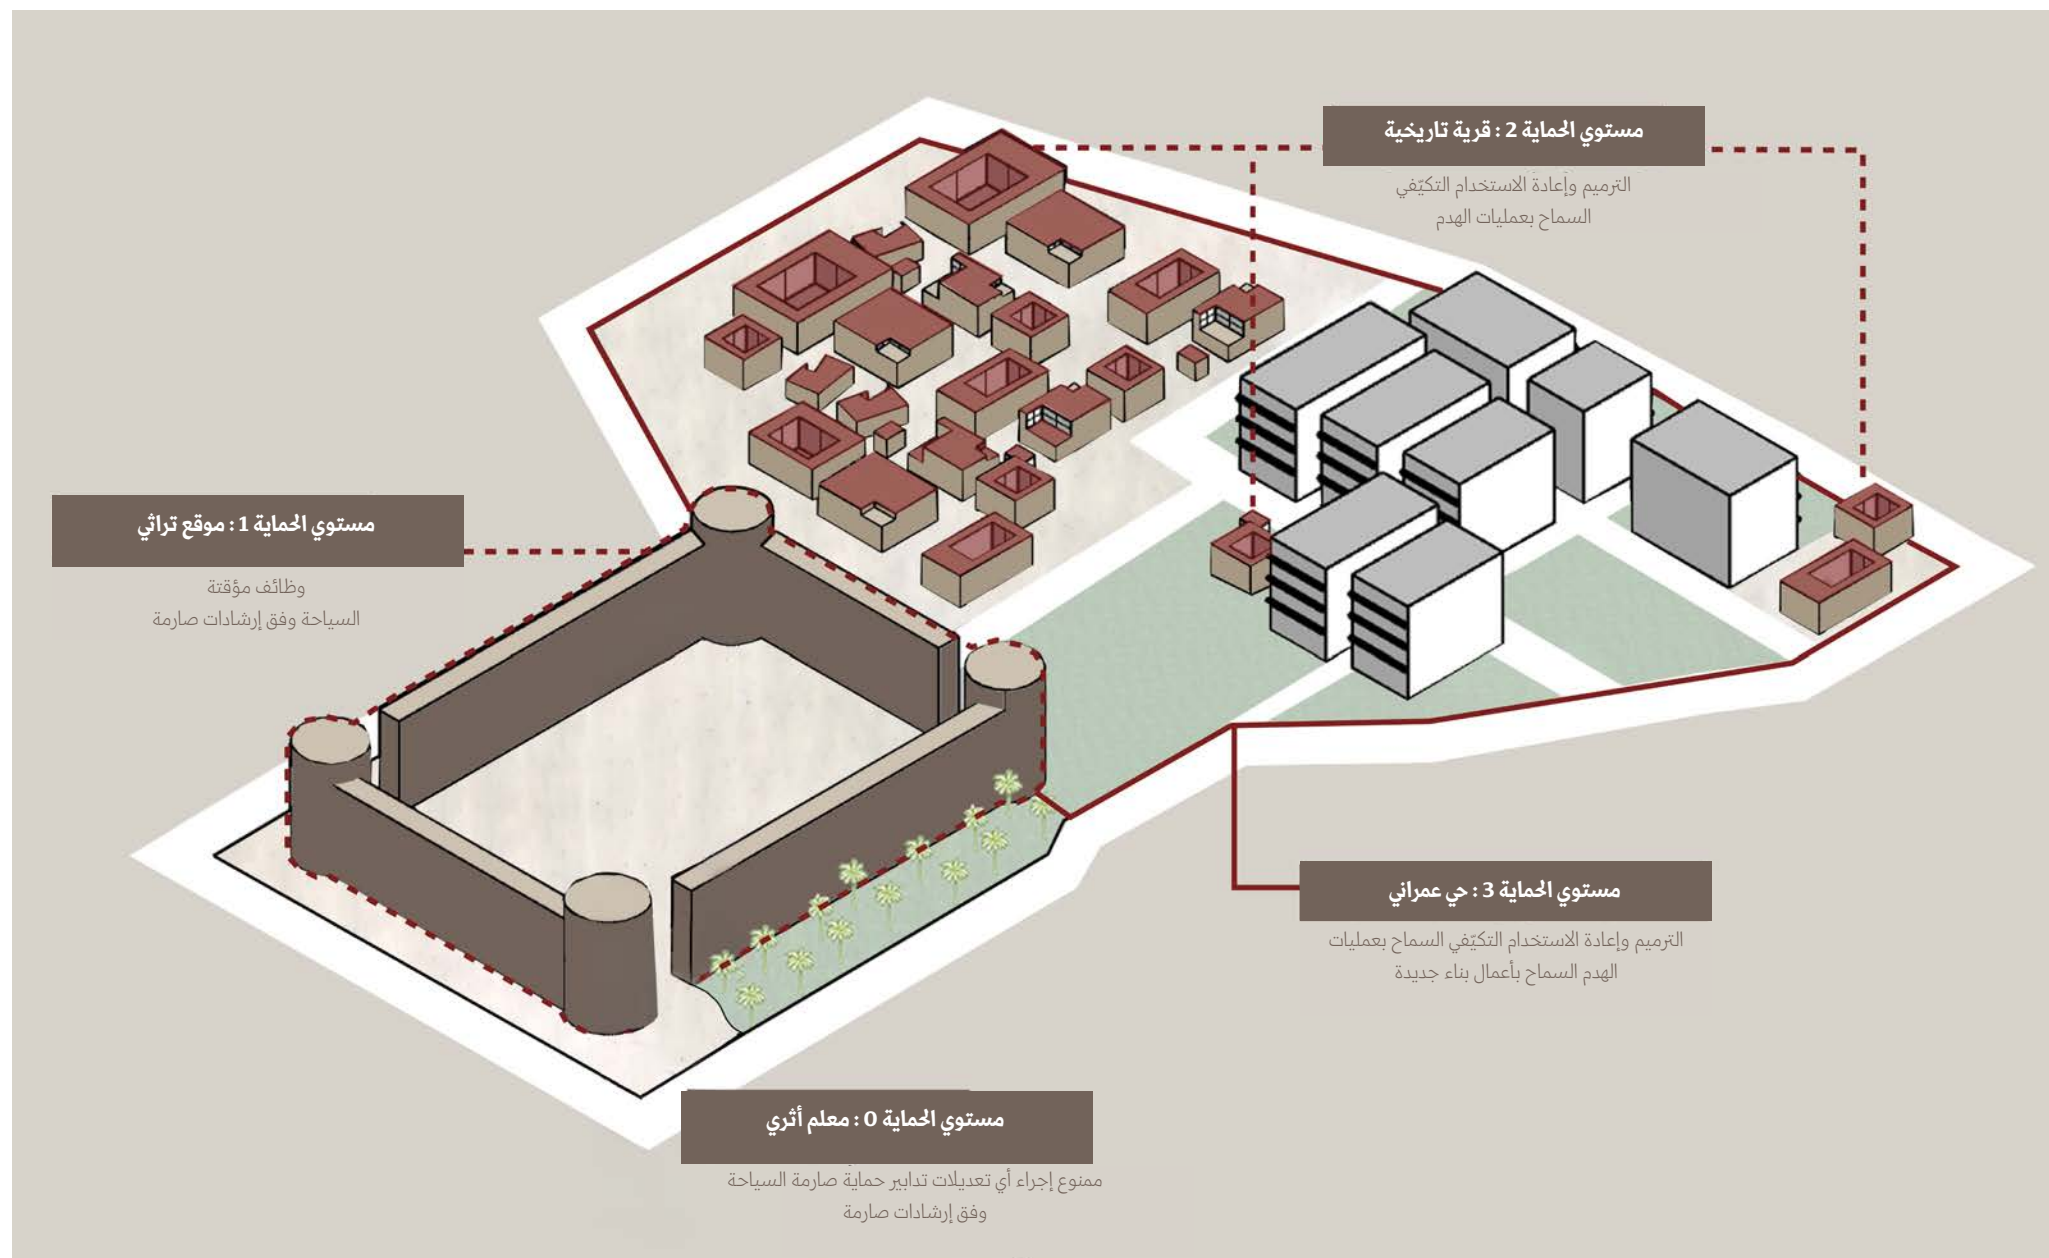 مستوي الحماية 2 : قرية تاريخية
الترميم وإعادة الاستخدام التكيّفي
السماح بعمليات الهدم
مستوي الحماية 1 : موقع تراثي
وظائف مؤقتة
السياحة وفق إرشادات صارمة
مستوي الحماية 3 : حي عمراني
الترميم وإعادة الاستخدام التكيّفي السماح بعمليات
الهدم السماح بأعمال بناء جديدة
مستوي الحماية 0 : معلم أثري
ممنوع إجراء أي تعديلات تدابير حماية صارمة السياحة
وفق إرشادات صارمة